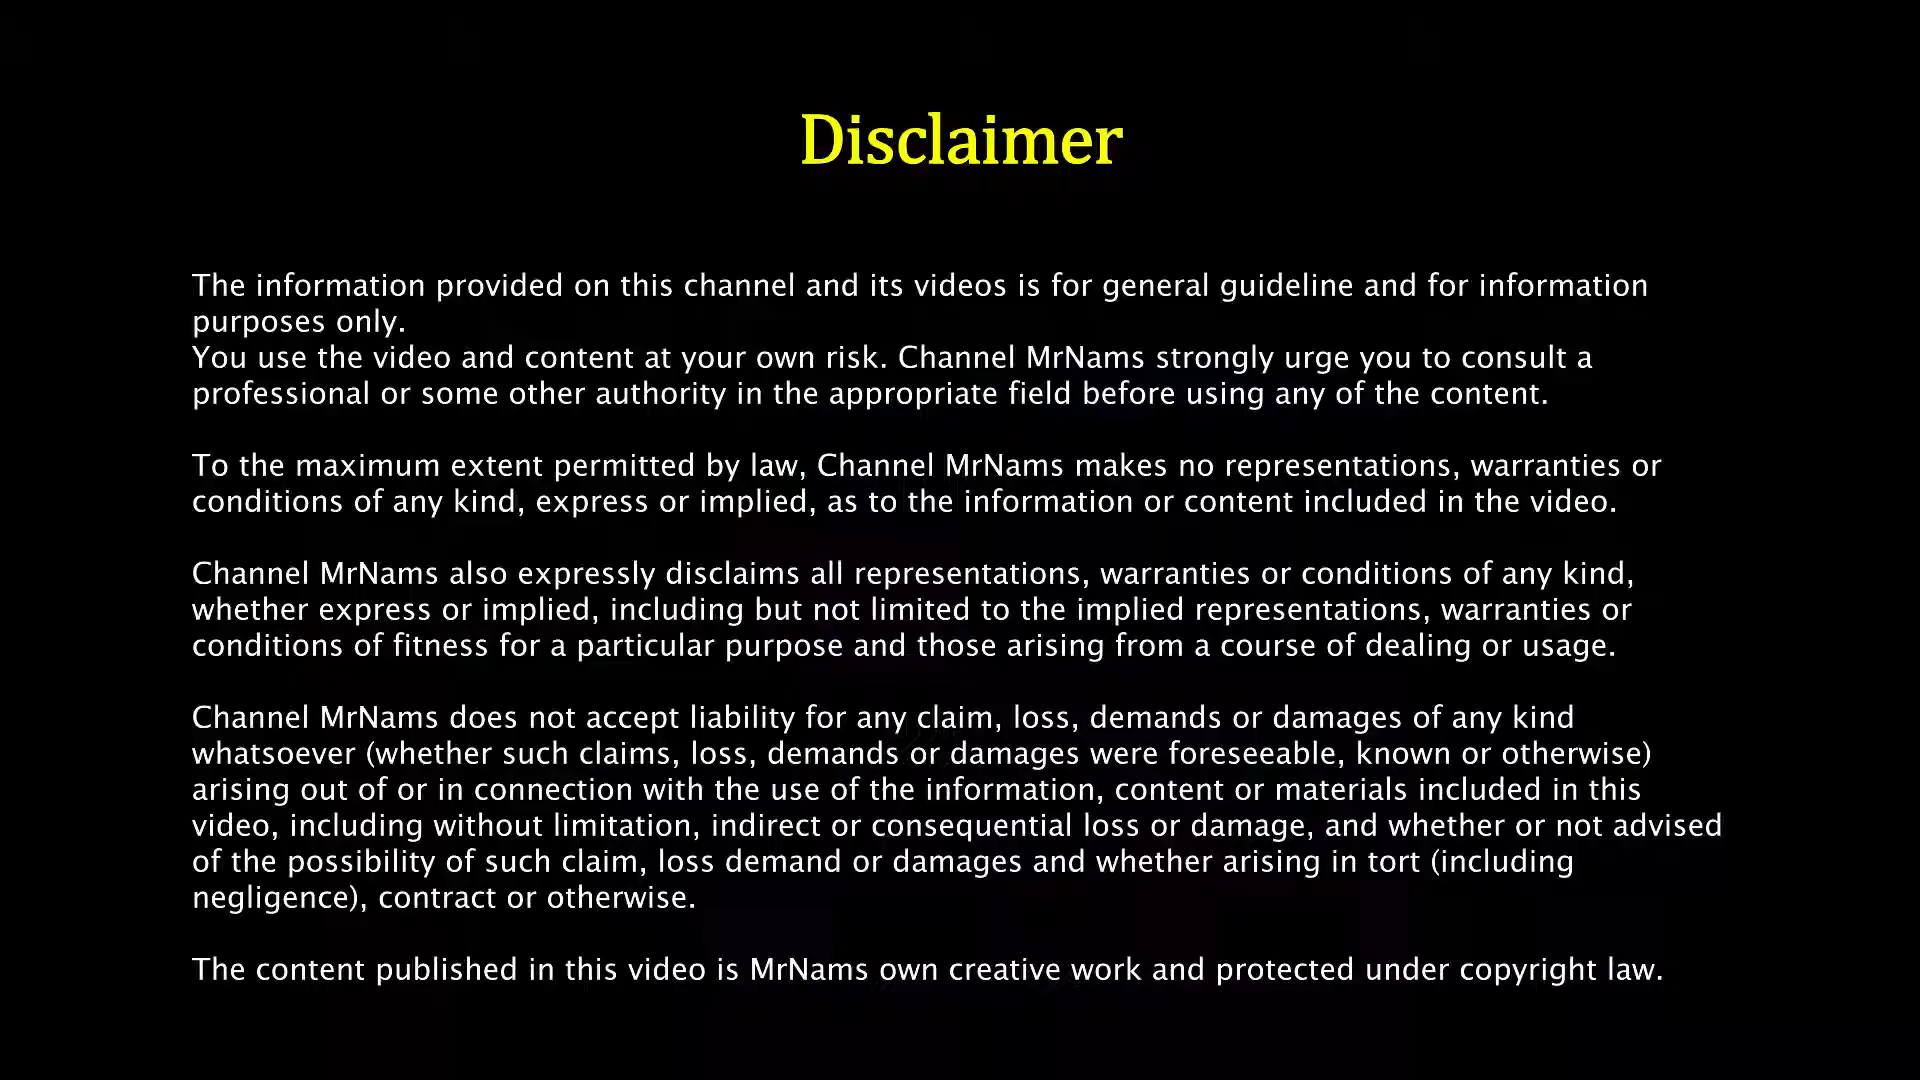 Disclaimer
The information provided on this channel and its videos is for general guideline and for information
purposes only.
You use the video and content at your own risk. Channel MrNams strongly urge you to consult a
professional or some other authority in the appropriate field before using any of the content.
To the maximum extent permitted by law, Channel MrNams makes no representations, warranties or
conditions of any kind, express or implied, as to the information or content included in the video.
Channel MrNams also expressly disclaims all representations, warranties or conditions of any kind,
whether express or implied, including but not limited to the implied representations, warranties or
conditions of fitness for a particular purpose and those arising from a course of dealing or usage.
Channel MrNams does not accept liability for any claim, loss, demands or damages of any kind
whatsoever (whether such claims, loss, demands or damages were foreseeable, known or otherwise)
arising out of or in connection with the use of the information, content or materials included in this
video, including without limitation, indirect or consequential loss or damage, and whether or not advised
of the possibility of such claim, loss demand or damages and whether arising in tort (including
negligence), contract or otherwise.
The content published in this video is MrNams own creative work and protected under copyright law.